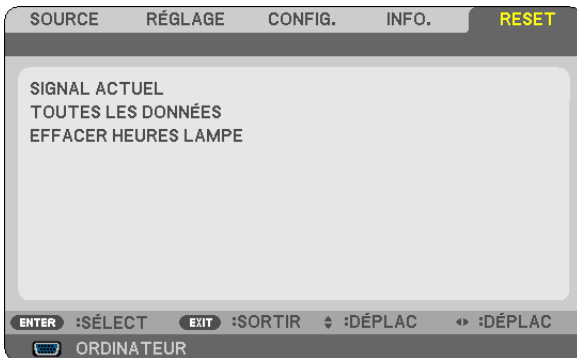 SOURCE RÉGLAGE CONFIG. INFO. RESET
SIGNAL ACTUEL
TOUTES LES DONNÉES
EFFACER HEURES LAMPE
ENTER :SÉLECT EXIT :SORTIR :DÉPLAC :DÉPLAC
ORDINATEUR